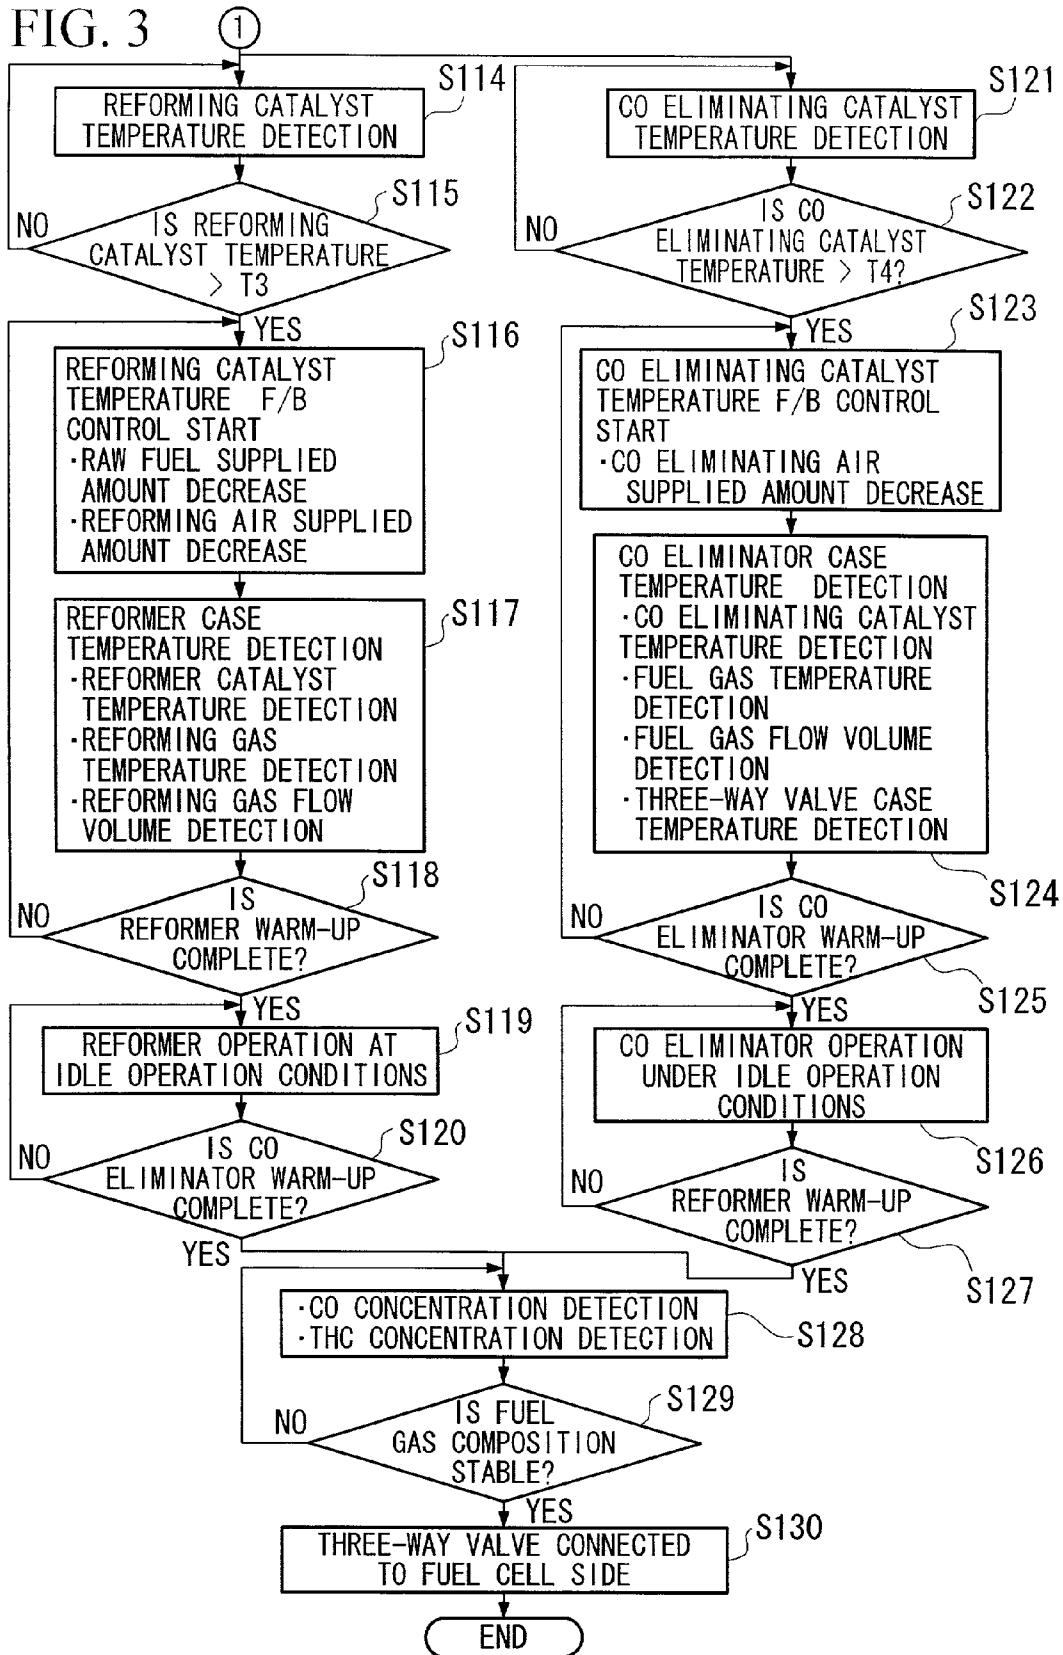 FIG. 3
1
S114
REFORMING CATALYST
TEMPERATURE DETECTION
S115
IS REFORMING
CATALYST TEMPERATURE
> T3
NO
YES
S116
REFORMING CATALYST
TEMPERATURE F/B
CONTROL START
·RAW FUEL SUPPLIED
AMOUNT DECREASE
·REFORMING AIR SUPPLIED
AMOUNT DECREASE
S117
REFORMER CASE
TEMPERATURE DETECTION
·REFORMER CATALYST
TEMPERATURE DETECTION
·REFORMING GAS
TEMPERATURE DETECTION
·REFORMING GAS FLOW
VOLUME DETECTION
S118
IS
REFORMER WARM-UP
COMPLETE?
NO
YES
S119
REFORMER OPERATION AT
IDLE OPERATION CONDITIONS
S120
IS CO
ELIMINATOR WARM-UP
COMPLETE?
NO
YES
S121
CO ELIMINATING CATALYST
TEMPERATURE DETECTION
S122
IS CO
ELIMINATING CATALYST
TEMPERATURE > T4?
NO
YES
S123
CO ELIMINATING CATALYST
TEMPERATURE F/B CONTROL
START
·CO ELIMINATING AIR
SUPPLIED AMOUNT DECREASE
CO ELIMINATOR CASE
TEMPERATURE DETECTION
·CO ELIMINATING CATALYST
TEMPERATURE DETECTION
·FUEL GAS TEMPERATURE
DETECTION
·FUEL GAS FLOW VOLUME
DETECTION
·THREE-WAY VALVE CASE
TEMPERATURE DETECTION
S124
IS CO
ELIMINATOR WARM-UP
COMPLETE?
NO
S125
YES
CO ELIMINATOR OPERATION
UNDER IDLE OPERATION
CONDITIONS
S126
IS
REFORMER WARM-UP
COMPLETE?
NO
S127
YES
·CO CONCENTRATION DETECTION
·THC CONCENTRATION DETECTION
S128
IS FUEL
GAS COMPOSITION
STABLE?
S129
NO
YES
THREE-WAY VALVE CONNECTED
TO FUEL CELL SIDE
S130
END